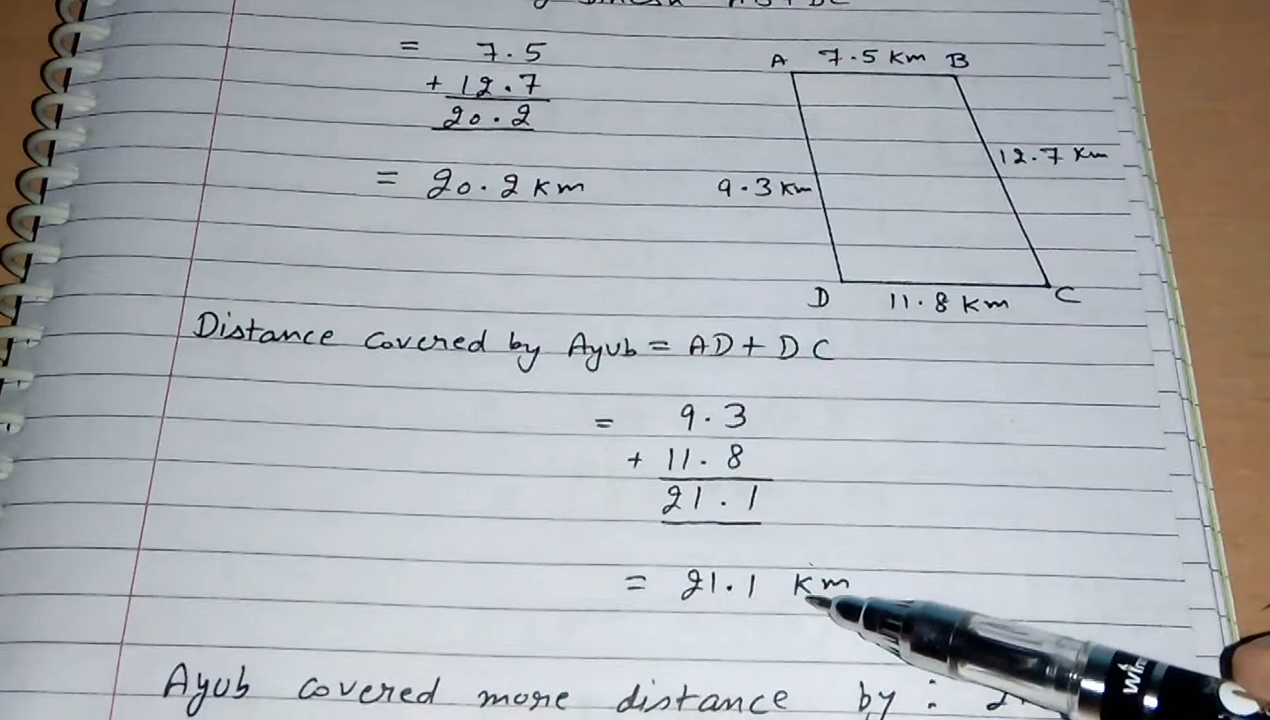 = 7.5
+ 12.7
20.2
= 20.2 km
A 7.5 Km B
12.7 Km
9.3 Km
D 11.8 Km C
Distance covered by Ayub = AD + DC
= 9.3
+ 11.8
21.1
= 21.1 Km
Ayub covered more distance by :